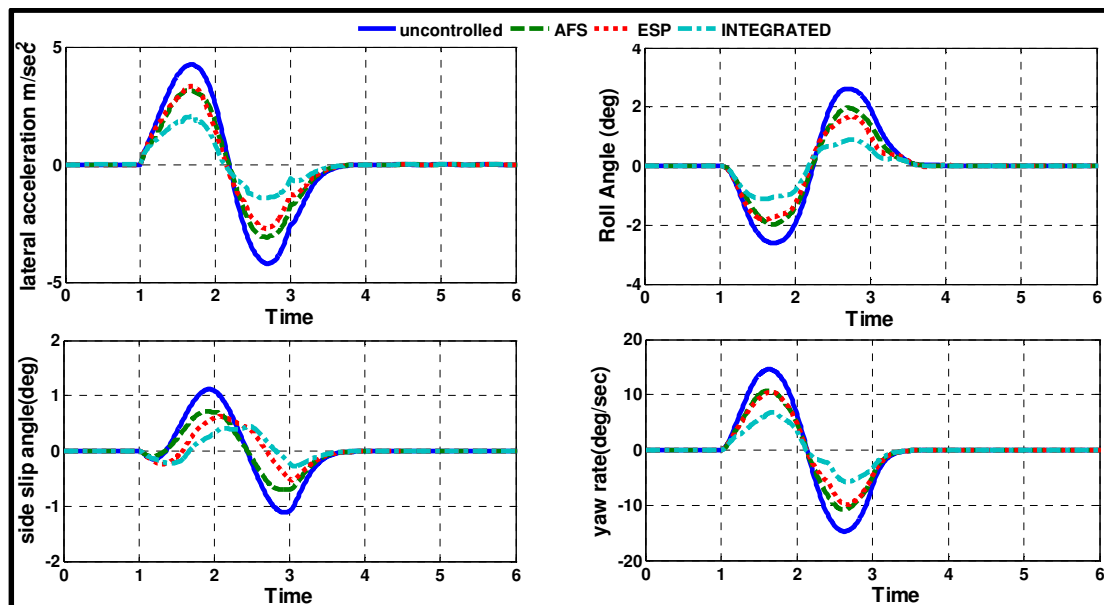 uncontrolled AFS ESP INTEGRATED
lateral acceleration m/sec²
5
0
-5
0 1 2 3 4 5 6
Time
Roll Angle (deg)
4
2
0
-2
-4
0 1 2 3 4 5 6
Time
side slip angle(deg)
2
1
0
-1
-2
0 1 2 3 4 5 6
Time
yaw rate(deg/sec)
20
10
0
-10
-20
0 1 2 3 4 5 6
Time